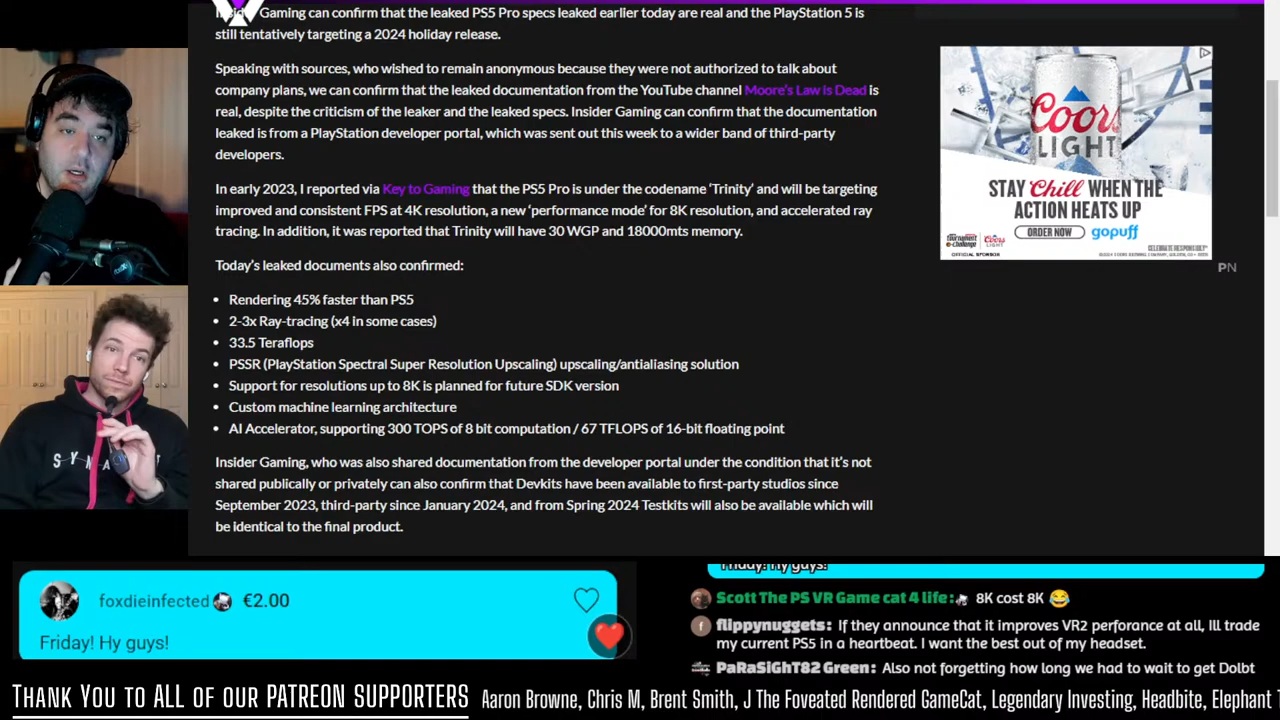 Insider Gaming can confirm that the leaked PS5 Pro specs leaked earlier today are real and the PlayStation 5 is
still tentatively targeting a 2024 holiday release.
Speaking with sources, who wished to remain anonymous because they were not authorized to talk about
company plans, we can confirm that the leaked documentation from the YouTube channel Moore's Law is Dead is
real, despite the criticism of the leaker and the leaked specs. Insider Gaming can confirm that the documentation
leaked is from a PlayStation developer portal, which was sent out this week to a wider band of third-party
developers.
In early 2023, I reported via Key to Gaming that the PS5 Pro is under the codename 'Trinity' and will be targeting
improved and consistent FPS at 4K resolution, a new 'performance mode' for 8K resolution, and accelerated ray
tracing. In addition, it was reported that Trinity will have 30 WGP and 18000mts memory.
Today's leaked documents also confirmed:
• Rendering 45% faster than PS5
• 2-3x Ray-tracing (x4 in some cases)
• 33.5 Teraflops
• PSSR (PlayStation Spectral Super Resolution Upscaling) upscaling/antialiasing solution
• Support for resolutions up to 8K is planned for future SDK version
• Custom machine learning architecture
• AI Accelerator, supporting 300 TOPS of 8 bit computation / 67 TFLOPS of 16-bit floating point
Insider Gaming, who was also shared documentation from the developer portal under the condition that it's not
shared publically or privately can also confirm that Devkits have been available to first-party studios since
September 2023, third-party since January 2024, and from Spring 2024 Testkits will also be available which will
be identical to the final product.
Coors
LIGHT
STAY Chill WHEN THE
ACTION HEATS UP
ORDER NOW gopuff
OFFICIAL SPONSOR
CELEBRATE RESPONSIBLY
PN
foxdieinfected €2.00
Friday! Hy guys!
Friday! Hy guys!
Scott The PS VR Game cat 4 life: 8K cost 8K 😂
flippynuggets: If they announce that it improves VR2 perforance at all, Ill trade
my current PS5 in a heartbeat. I want the best out of my headset.
PaRaSiGhT82 Green: Also not forgetting how long we had to wait to get Dolbt
THANK YOU TO ALL OF OUR PATREON SUPPORTERS Aaron Browne, Chris M, Brent Smith, J The Foveated Rendered GameCat, Legendary Investing, Headbite, Elephant